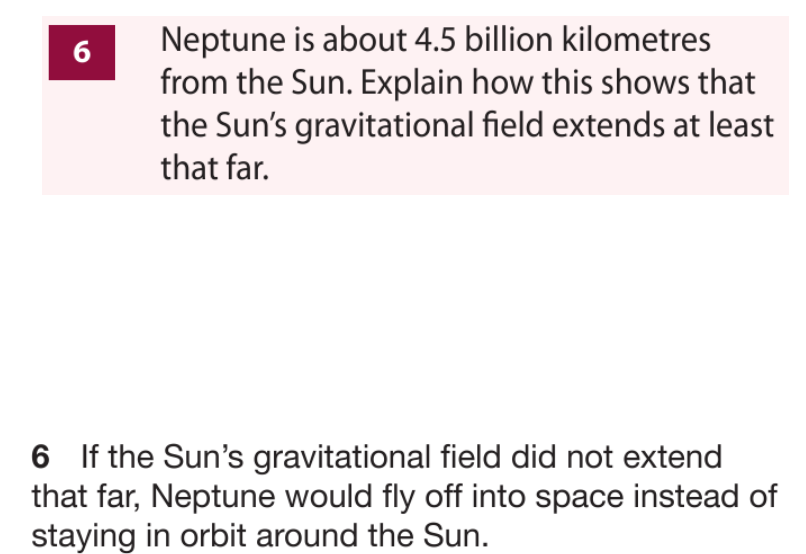 6 Neptune is about 4.5 billion kilometres
from the Sun. Explain how this shows that
the Sun’s gravitational field extends at least
that far.
6 If the Sun’s gravitational field did not extend
that far, Neptune would fly off into space instead of
staying in orbit around the Sun.